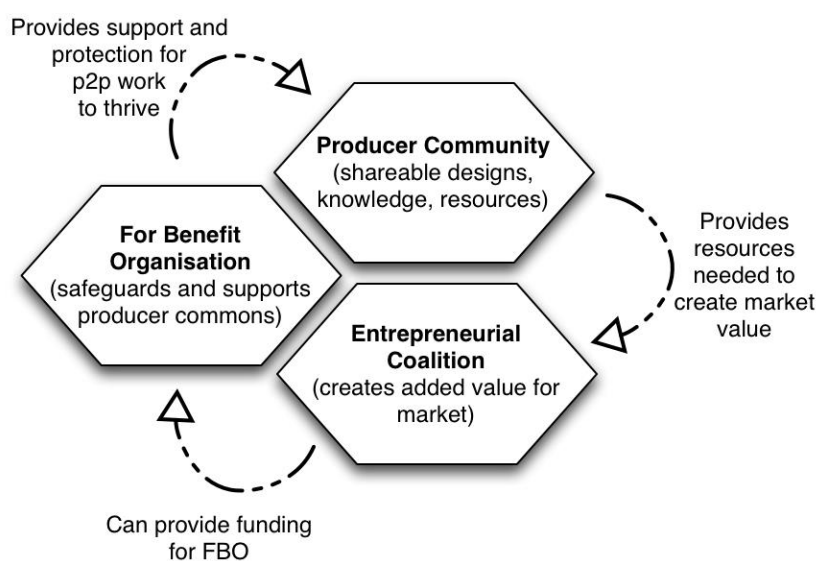 Provides support and
protection for
p2p work
to thrive
Producer Community
(shareable designs,
knowledge, resources)
Provides
resources
needed to
create market
value
For Benefit
Organisation
(safeguards and supports
producer commons)
Entrepreneurial
Coalition
(creates added value for
market)
Can provide funding
for FBO